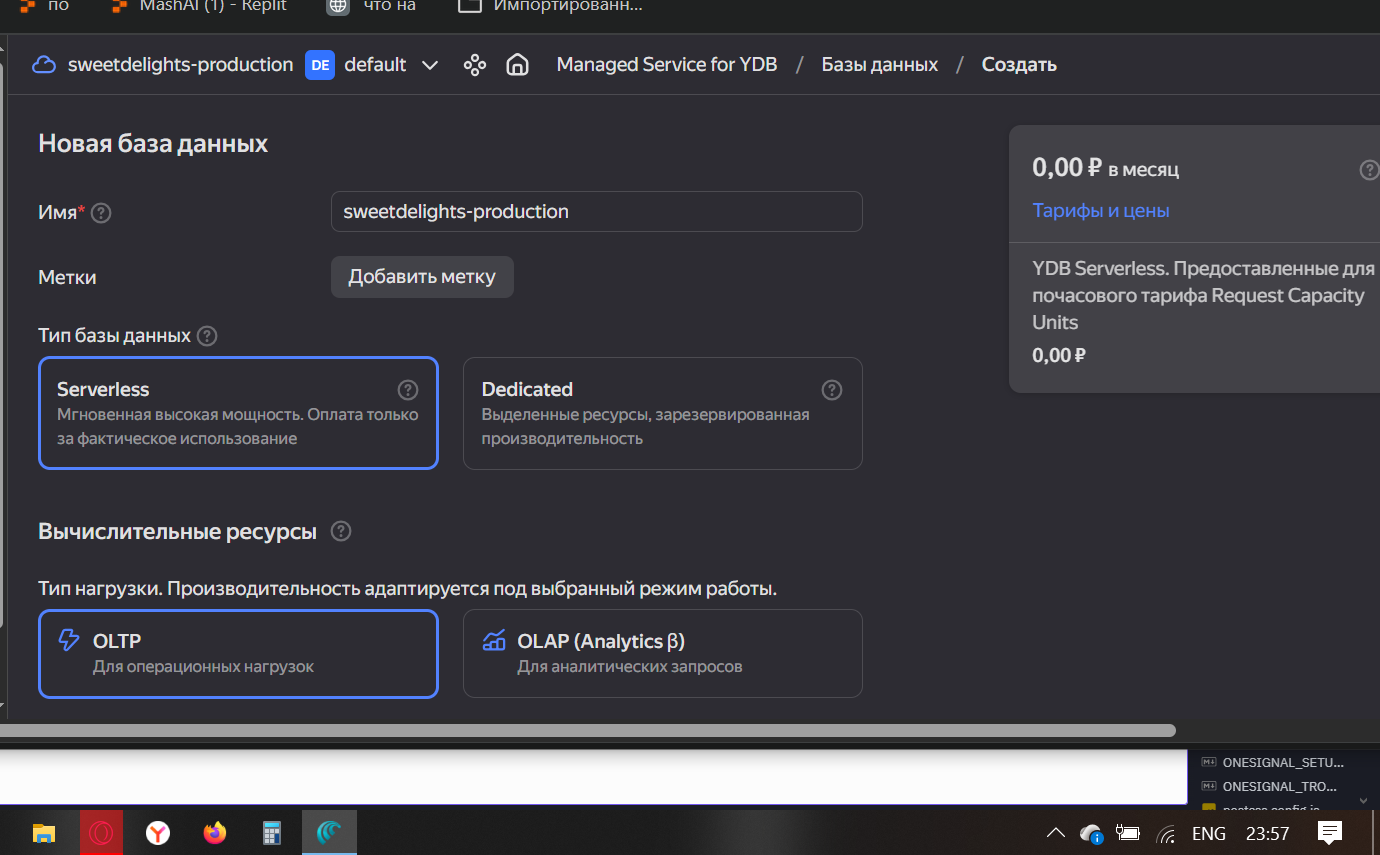 по
MashAI (1) - Replit
что на
Импортированн...
sweetdelights-production DE default
Managed Service for YDB / Базы данных / Создать
Новая база данных
Имя* ?
sweetdelights-production
Метки
Добавить метку
Тип базы данных ?
Serverless ?
Мгновенная высокая мощность. Оплата только
за фактическое использование
Dedicated ?
Выделенные ресурсы, зарезервированная
производительность
Вычислительные ресурсы ?
Тип нагрузки. Производительность адаптируется под выбранный режим работы.
OLTP
Для операционных нагрузок
OLAP (Analytics β)
Для аналитических запросов
0,00 ₽ в месяц ?
Тарифы и цены
YDB Serverless. Предоставленные для
почасового тарифа Request Capacity
Units
0,00 ₽
ONESIGNAL_SETU...
ONESIGNAL_TRO...
ENG 23:57